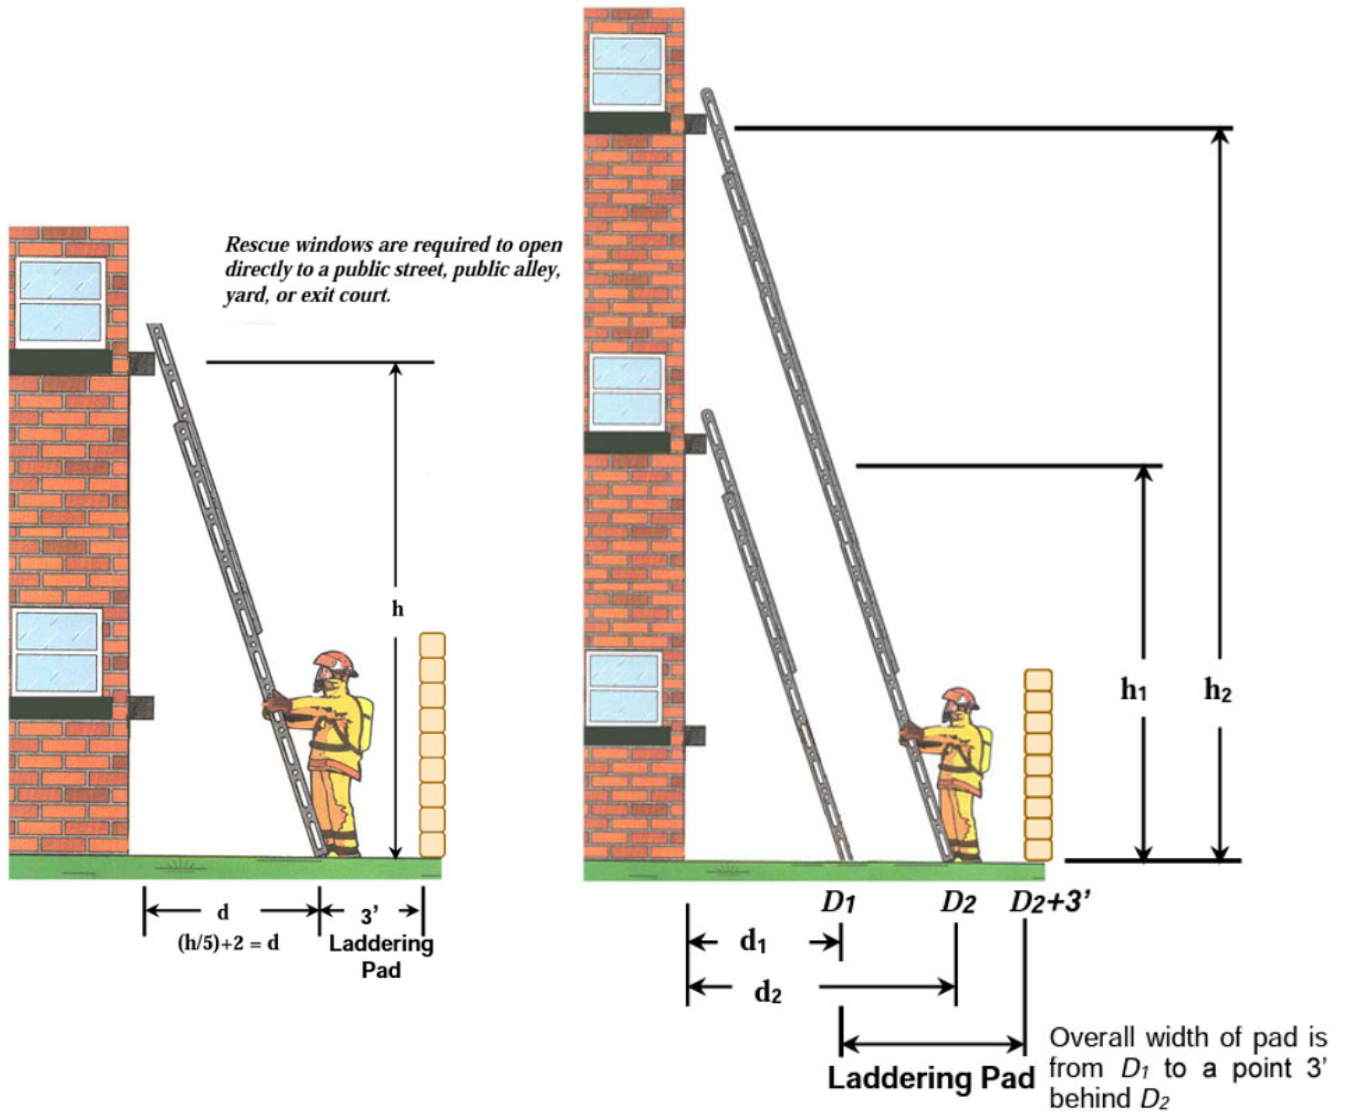 Rescue windows are required to open
directly to a public street, public alley,
yard, or exit court.
h
d
(h/5)+2 = d
3’
Laddering
Pad
h1
h2
D1
D2
D2+3’
d1
d2
Laddering Pad
Overall width of pad is
from D1 to a point 3’
behind D2